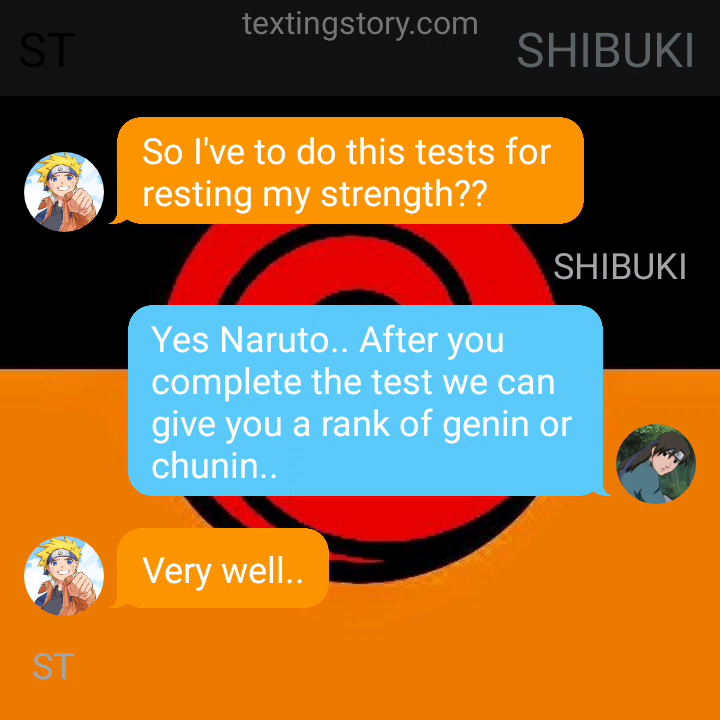 textingstory.com
ST
SHIBUKI
So I've to do this tests for
resting my strength??
SHIBUKI
Yes Naruto.. After you
complete the test we can
give you a rank of genin or
chunin..
Very well..
ST